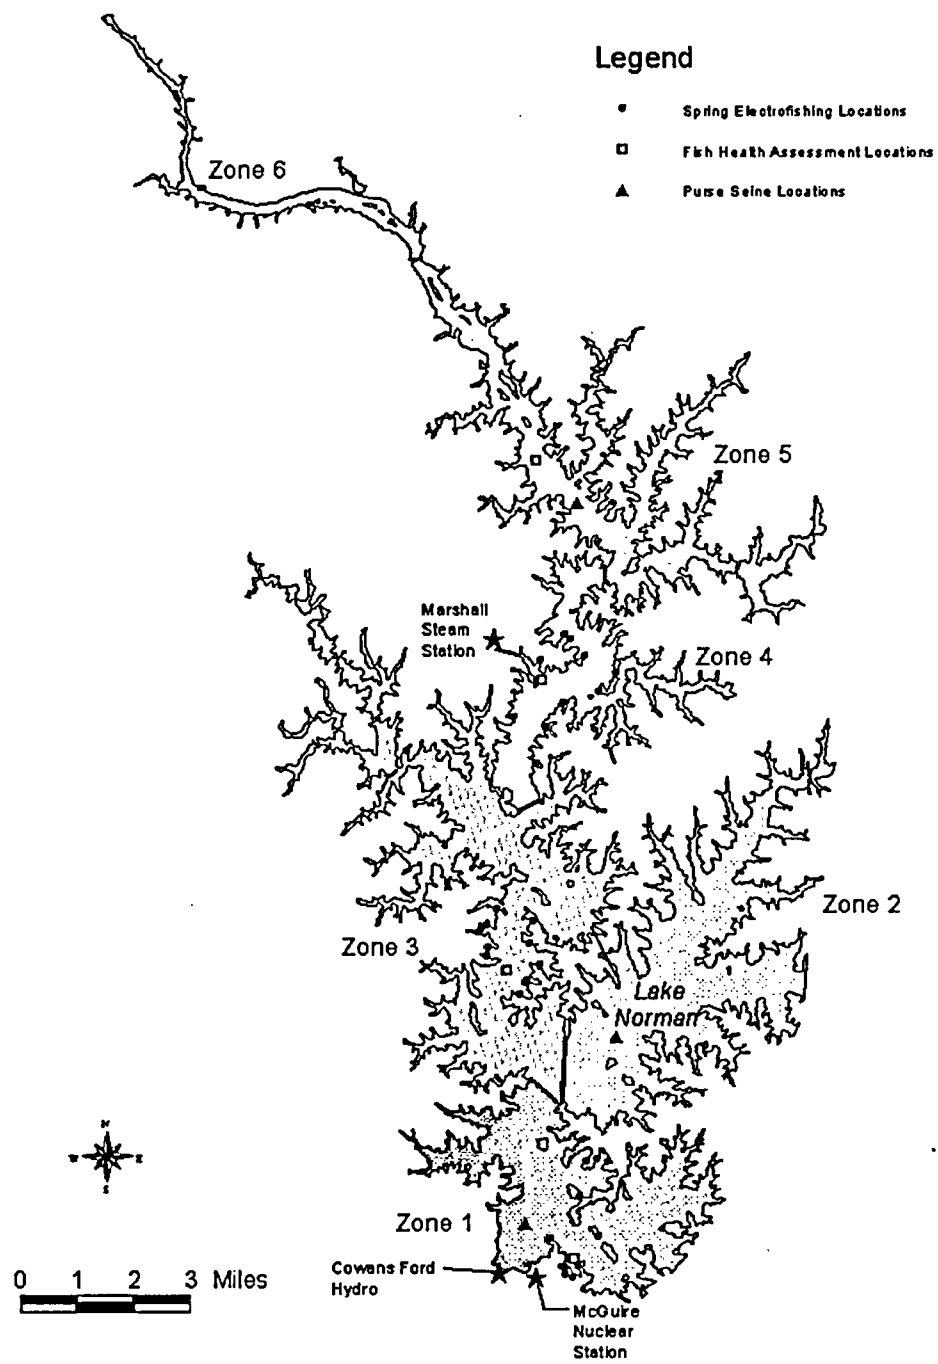 Legend
Spring Electrofishing Locations
Fish Health Assessment Locations
Purse Seine Locations
Zone 6
Zone 5
Marshall
Steam
Station
Zone 4
Zone 2
Zone 3
Lake
Norman
N
W
E
S
Zone 1
Cowans Ford
Hydro
0 1 2 3 Miles
McGuire
Nuclear
Station